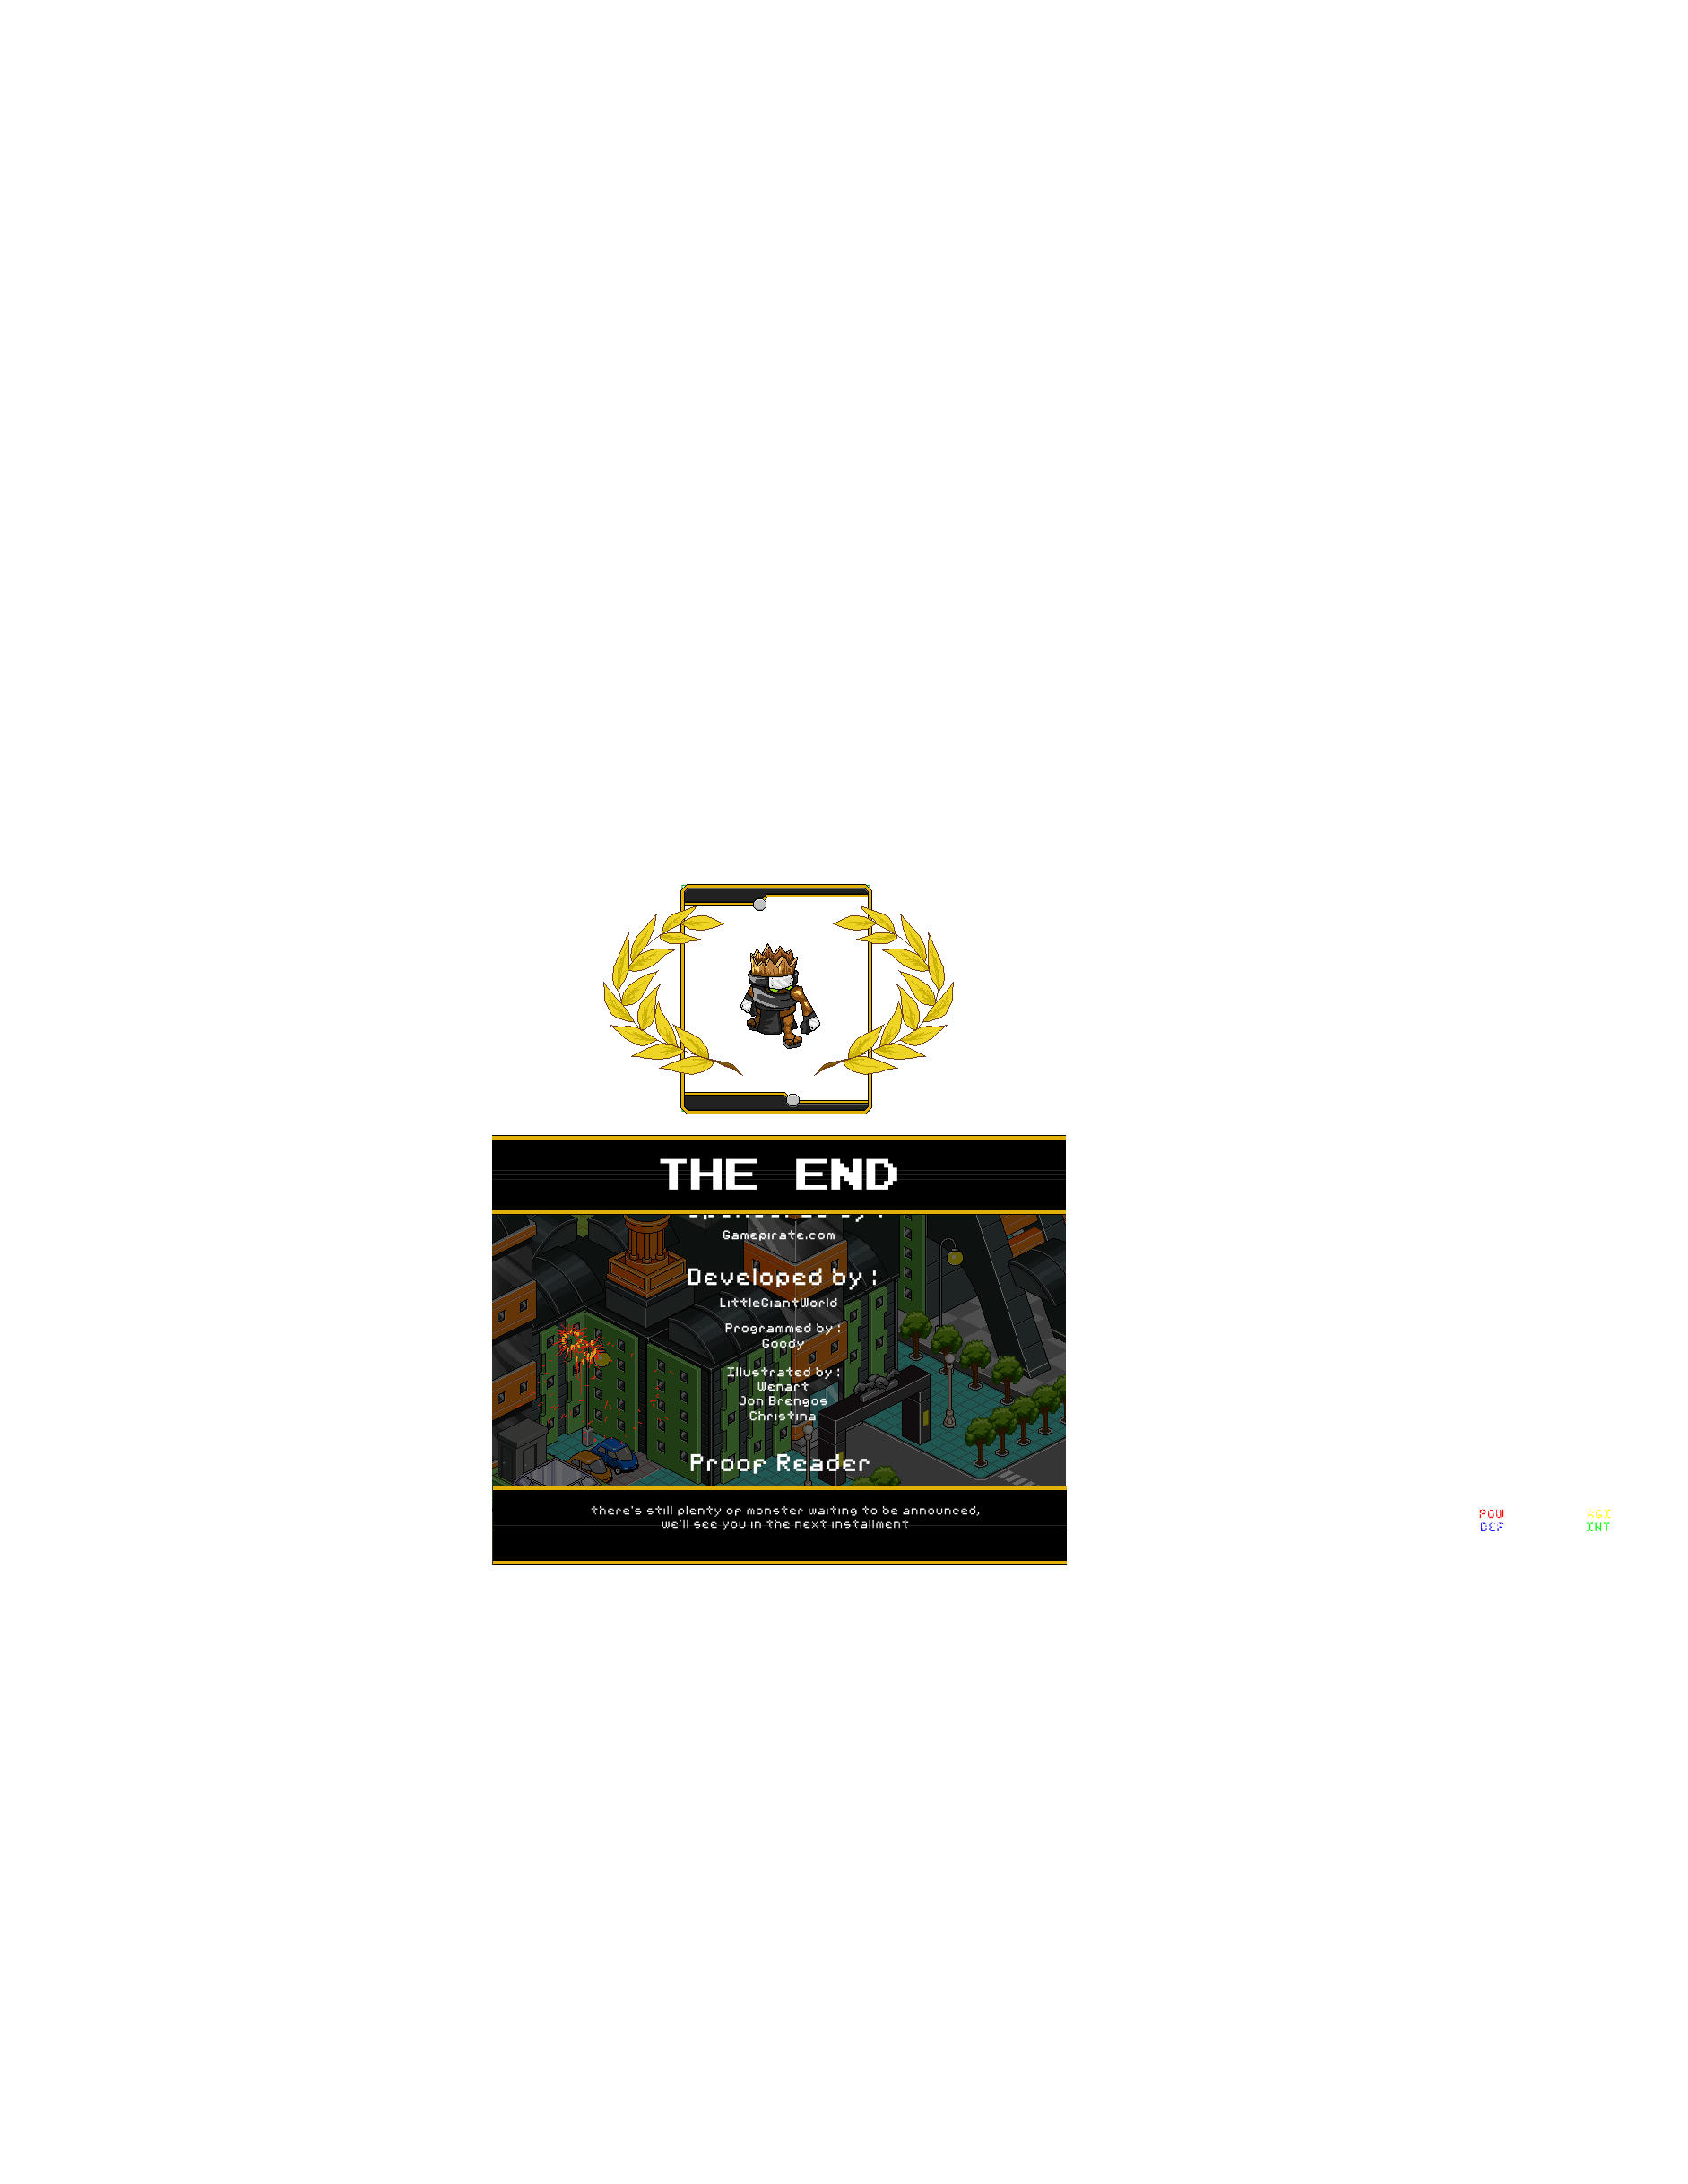 THE END
Gamepirate.com
Developed by :
LittleGiantWorld
Programmed by :
Goody
Illustrated by :
Wenart
Jon Brengos
Christina
Proof Reader
there's still plenty of monster waiting to be announced,
we'll see you in the next installment
POW AGI
DEF INT